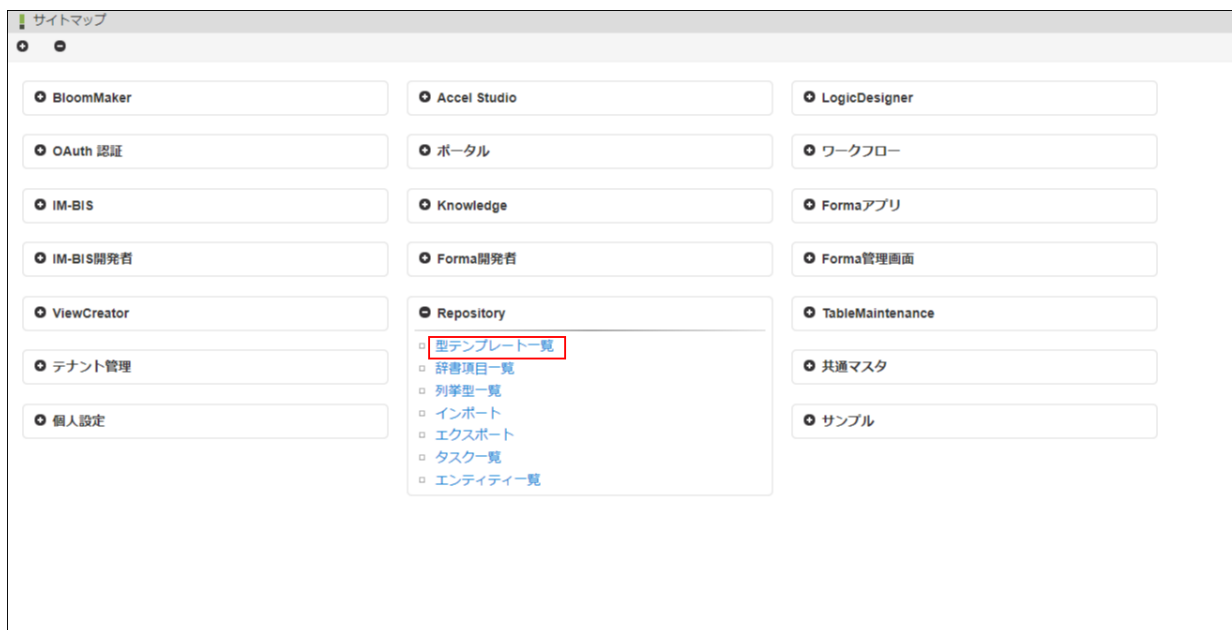 サイトマップ
BloomMaker
Accel Studio
LogicDesigner
OAuth 認証
ポータル
ワークフロー
IM-BIS
Knowledge
Formaアプリ
IM-BIS開発者
Forma開発者
Forma管理画面
ViewCreator
Repository
TableMaintenance
型テンプレート一覧
辞書項目一覧
列挙型一覧
インポート
エクスポート
タスク一覧
エンティティ一覧
テナント管理
共通マスタ
個人設定
サンプル